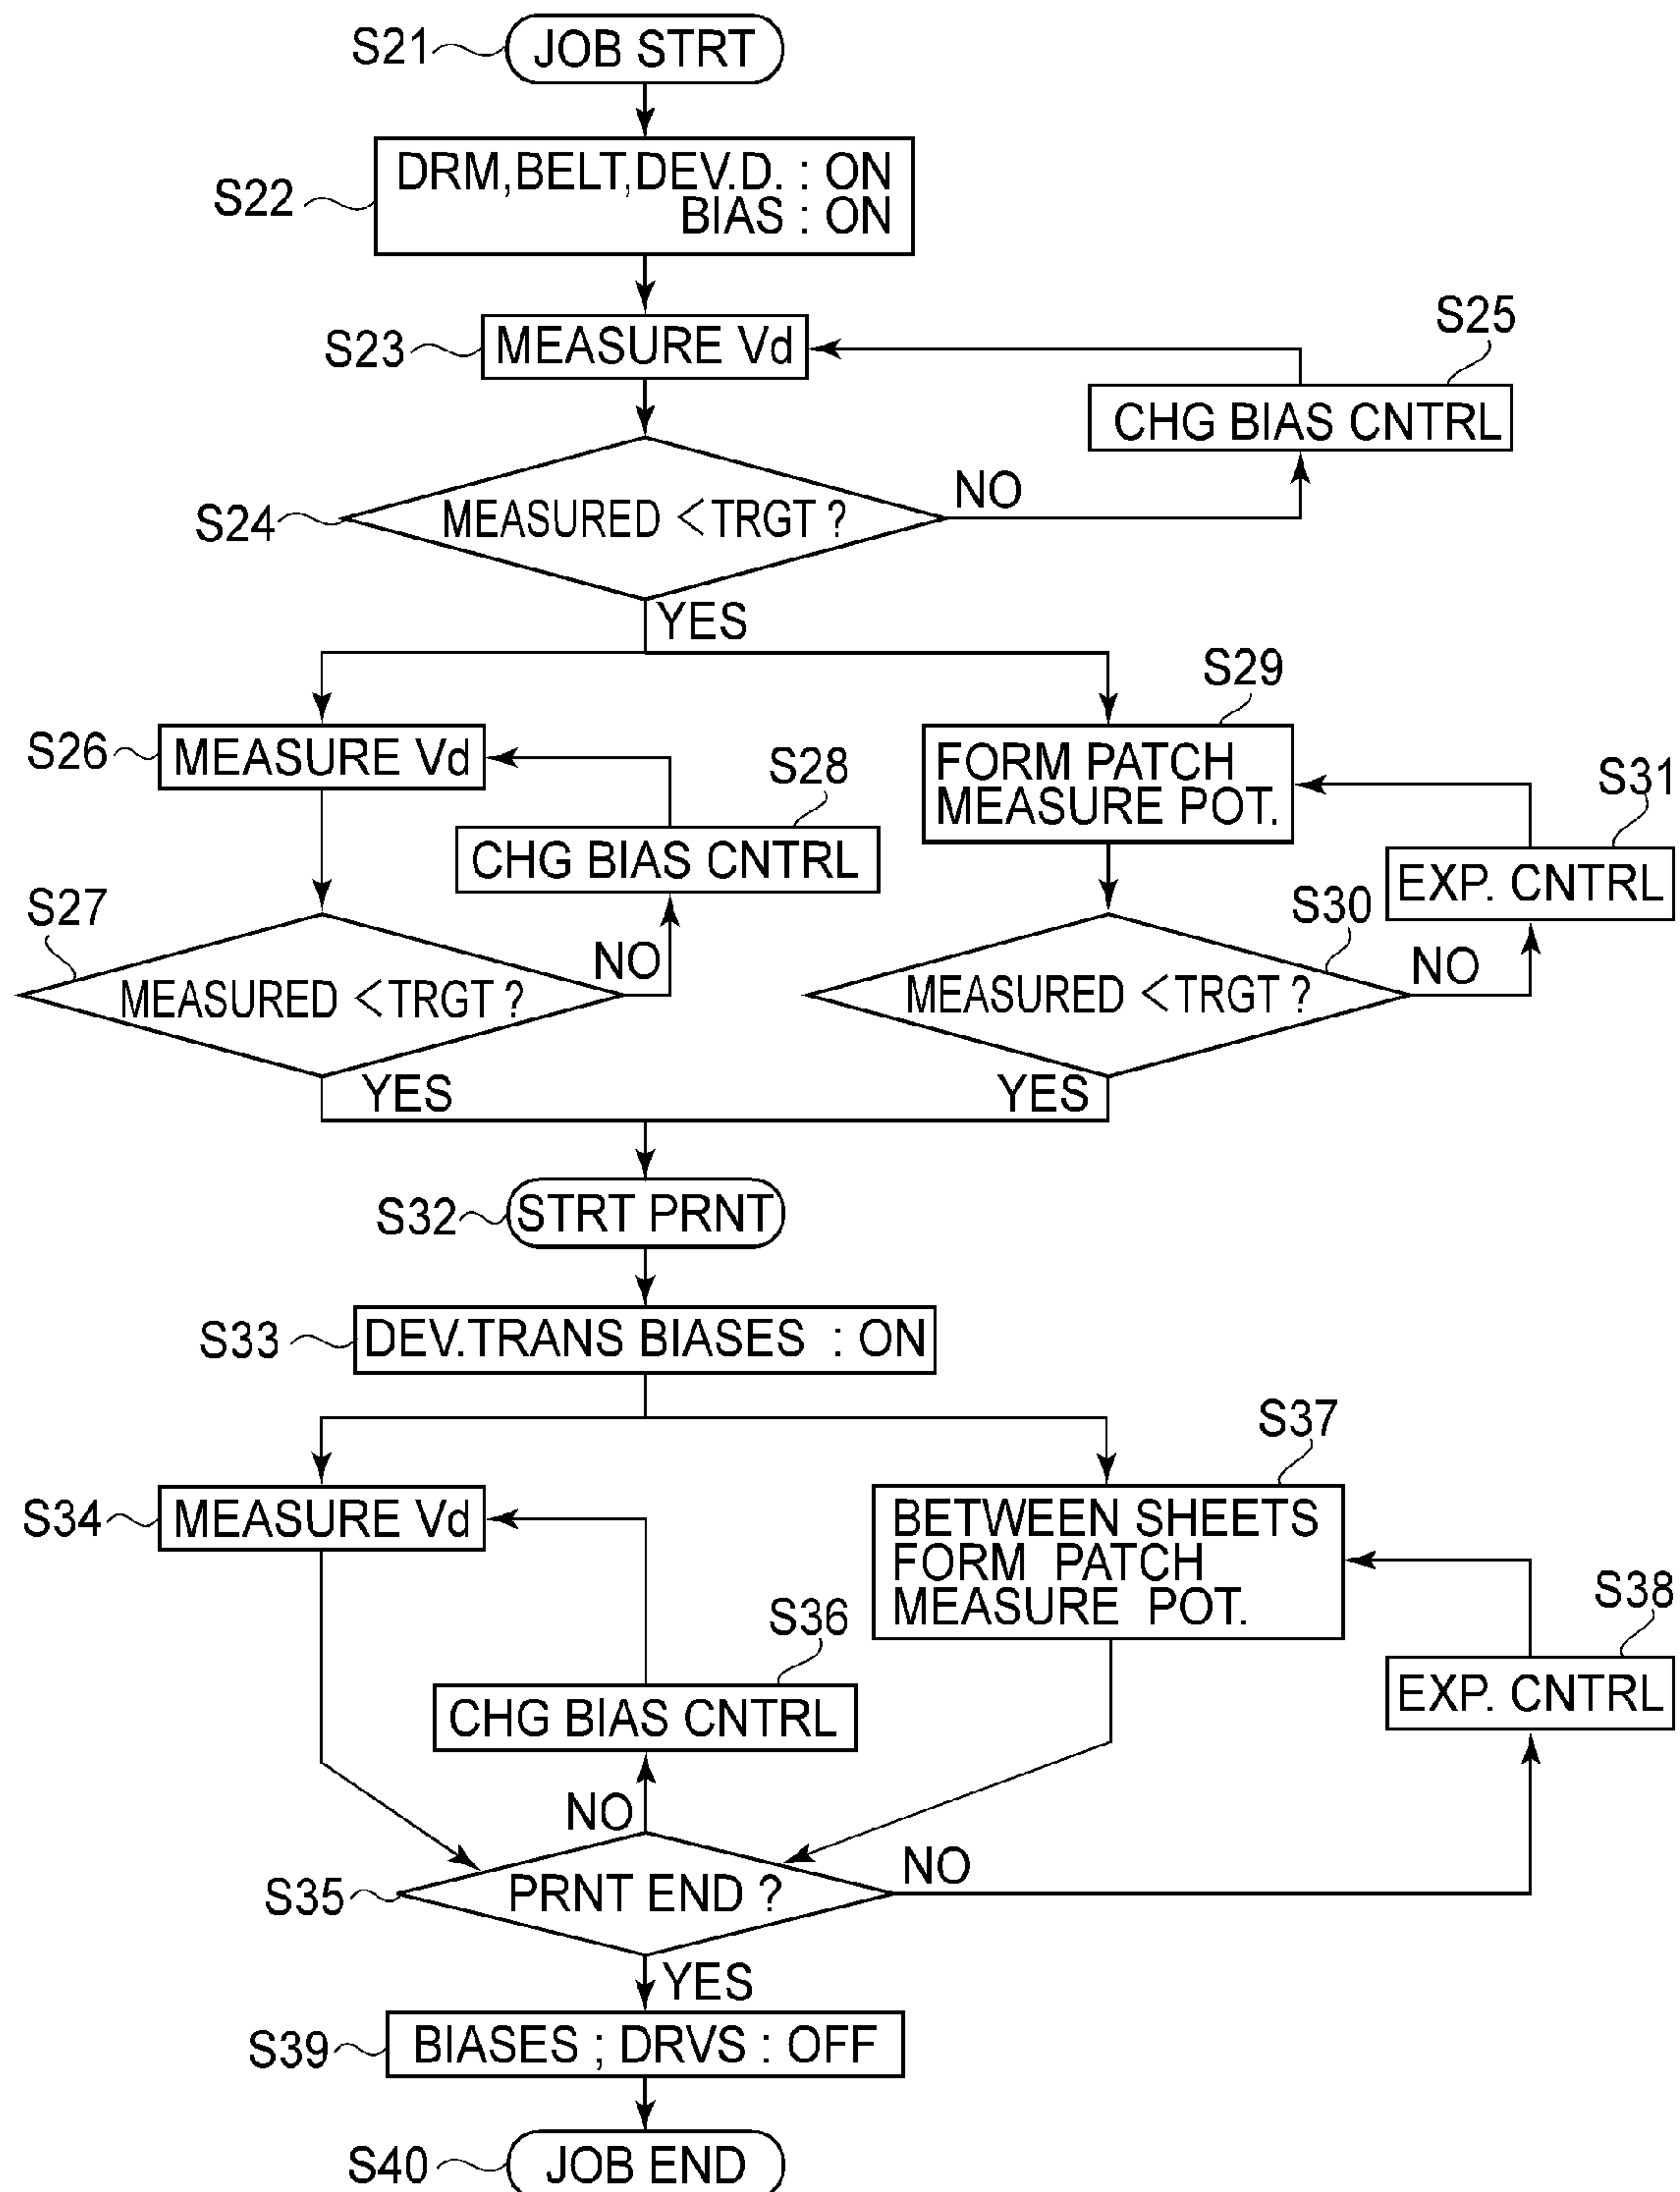 S21
JOB STRT
S22
DRM,BELT,DEV.D. : ON
BIAS : ON
S23
MEASURE Vd
S25
CHG BIAS CNTRL
S24
MEASURED <TRGT ?
NO
YES
S26
MEASURE Vd
S28
CHG BIAS CNTRL
S27
MEASURED <TRGT ?
NO
YES
S29
FORM PATCH
MEASURE POT.
S31
EXP. CNTRL
S30
MEASURED <TRGT ?
NO
YES
S32
STRT PRNT
S33
DEV.TRANS BIASES : ON
S34
MEASURE Vd
S36
CHG BIAS CNTRL
NO
S37
BETWEEN SHEETS
FORM PATCH
MEASURE POT.
S38
EXP. CNTRL
S35
PRNT END ?
NO
YES
S39
BIASES ; DRVS : OFF
S40
JOB END